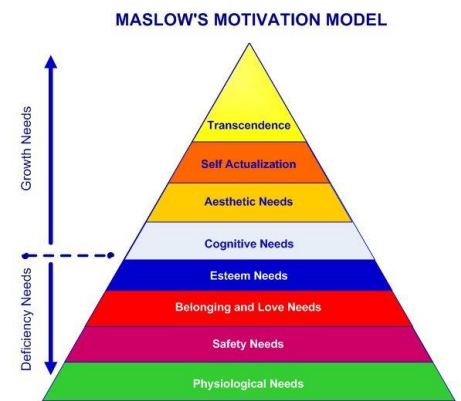 MASLOW'S MOTIVATION MODEL
Growth Needs
Deficiency Needs
Transcendence
Self Actualization
Aesthetic Needs
Cognitive Needs
Esteem Needs
Belonging and Love Needs
Safety Needs
Physiological Needs